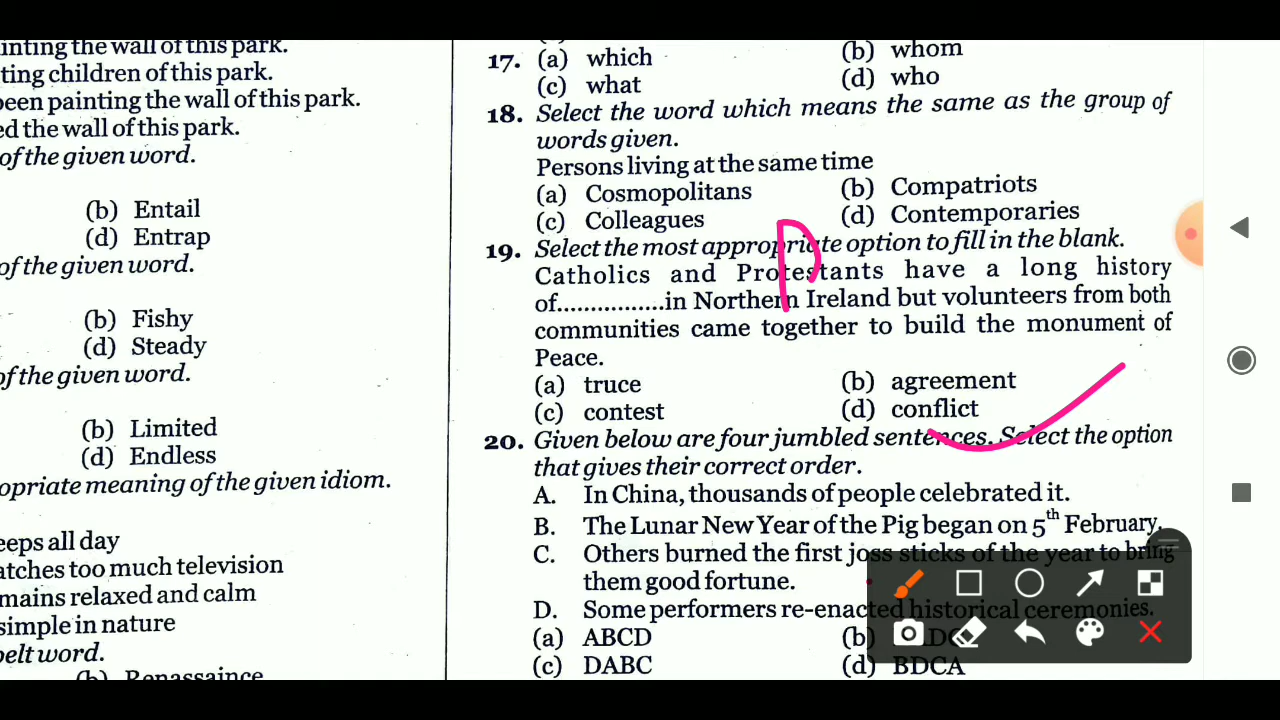 inting the wall of this park.
ting children of this park.
been painting the wall of this park.
ed the wall of this park.
of the given word.
(b) Entail
(d) Entrap
of the given word.
(b) Fishy
(d) Steady
of the given word.
(b) Limited
(d) Endless
opriate meaning of the given idiom.
eeps all day
atches too much television
mains relaxed and calm
simple in nature
pelt word.
(b) Renassaince
17. (a) which (b) whom
(c) what (d) who
18. Select the word which means the same as the group of
words given.
Persons living at the same time
(a) Cosmopolitans (b) Compatriots
(c) Colleagues (d) Contemporaries
19. Select the most appropriate option to fill in the blank.
Catholics and Protestants have a long history
of................in Northern Ireland but volunteers from both
communities came together to build the monument of
Peace.
(a) truce (b) agreement
(c) contest (d) conflict
20. Given below are four jumbled sentences. Select the option
that gives their correct order.
A. In China, thousands of people celebrated it.
B. The Lunar New Year of the Pig began on 5th February.
C. Others burned the first joss sticks of the year to bring
them good fortune.
D. Some performers re-enacted historical ceremonies.
(a) ABCD (b)
(c) DABC (d) BDCA